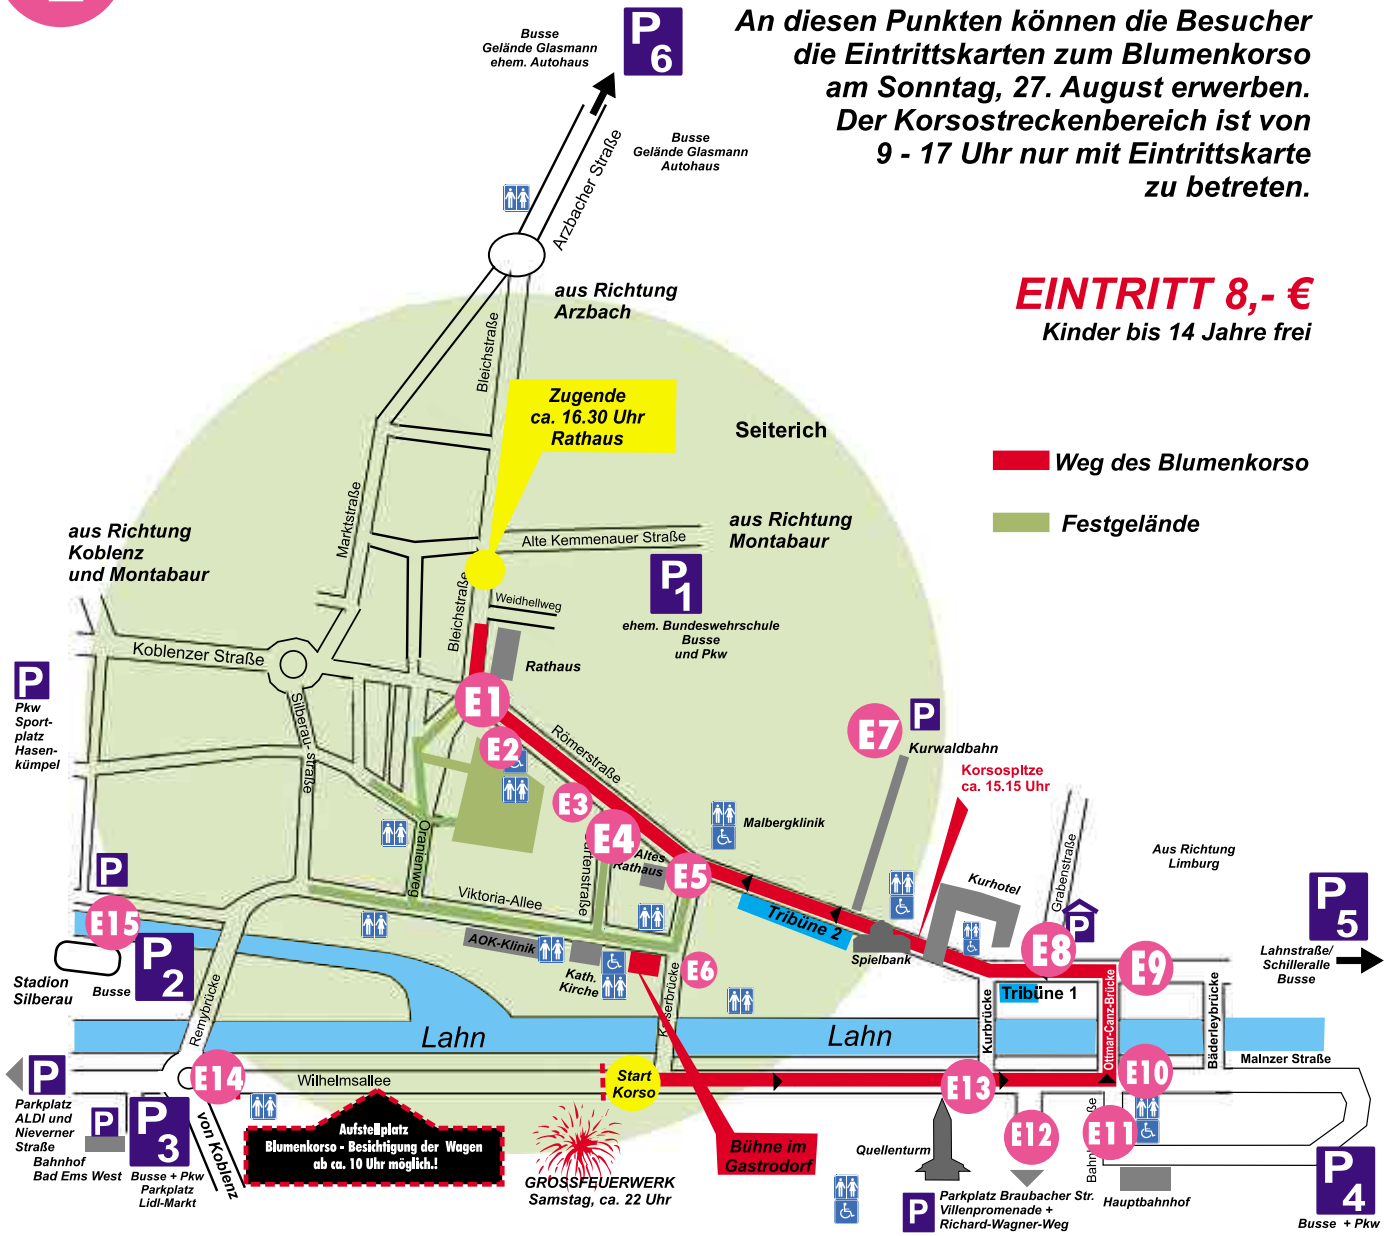 Busse
Gelände Glasmann
ehem. Autohaus
P
6
An diesen Punkten können die Besucher
die Eintrittskarten zum Blumenkorso
am Sonntag, 27. August erwerben.
Der Korsostreckenbereich ist von
9 - 17 Uhr nur mit Eintrittskarte
zu betreten.
Busse
Gelände Glasmann
Autohaus
Arzbacher Straße
aus Richtung
Arzbach
EINTRITT 8,- €
Kinder bis 14 Jahre frei
Bleichstraße
Zugende
ca. 16.30 Uhr
Rathaus
Seiterich
Weg des Blumenkorso
Festgelände
Marktstraße
aus Richtung
Koblenz
und Montabaur
aus Richtung
Montabaur
Alte Kemmenauer Straße
P
1
ehem. Bundeswehrschule
Busse
und Pkw
Bleichstraße
Weidhellweg
Rathaus
Koblenzer Straße
P
Pkw
Sport-
platz
Hasen-
kümpel
Silberau- straße
E1
E2
E3
E4
E5
Römerstraße
E7
P
Kurwaldbahn
Korsospitze
ca. 15.15 Uhr
Malbergklinik
Oranienweg
Altes
Rathaus
Grabenstraße
Aus Richtung
Limburg
P
E15
Viktoria-Allee
Tribüne 2
Kurhotel
P
P
5
Lahnstraße/
Schilleralle
Busse
Stadion
Silberau
Busse
P
2
AOK-Klinik
Kath.
Kirche
E6
Spielbank
E8
E9
Tribüne 1
Remybrücke
Lahn
Lahn
Kurbrücke
Ottmar-Canz-Brücke
Bäderleybrücke
Malnzer Straße
P
Parkplatz
ALDI und
Nieverner
Straße
P
Bahnhof
Bad Ems West
P
3
Busse + Pkw
Parkplatz
Lidl-Markt
E14
von Koblenz
Wilhelmsallee
Start
Korso
E13
E10
Aufstellplatz
Blumenkorso - Besichtigung der Wagen
ab ca. 10 Uhr möglich.!
GROSSFEUERWERK
Samstag, ca. 22 Uhr
Bühne im
Gastrodorf
Quellenturm
E12
E11
P
Parkplatz Braubacher Str.
Villenpromenade +
Richard-Wagner-Weg
Hauptbahnhof
P
4
Busse + Pkw